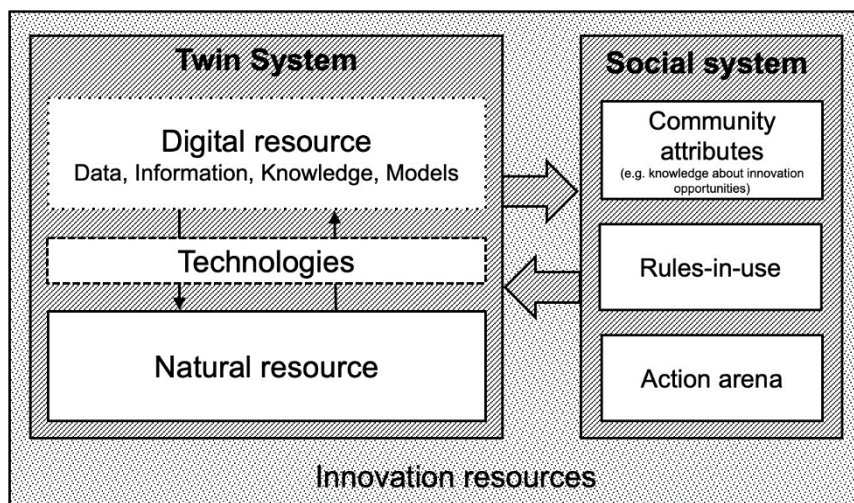 Twin System
Digital resource
Data, Information, Knowledge, Models
Technologies
Natural resource
Social system
Community
attributes
(e.g. knowledge about innovation
opportunities)
Rules-in-use
Action arena
Innovation resources